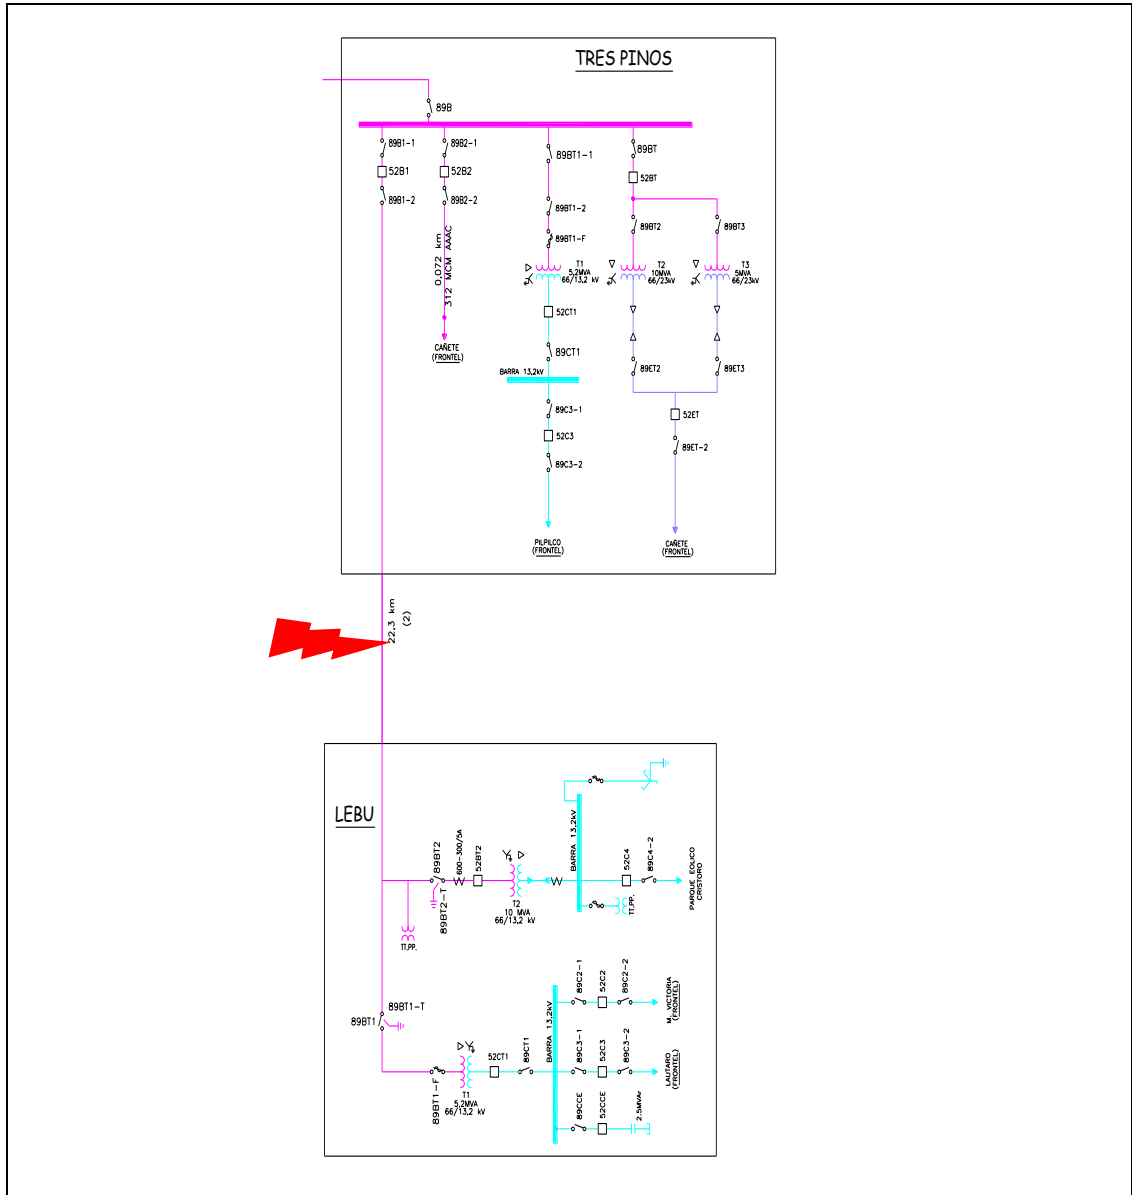 TRES PINOS
89B
89B1-1
89B2-1
89BT1-1
89BT
52B1
52B2
52BT
89B1-2
89B2-2
89BT1-2
89BT2
89BT3
89BT1-F
0,072 km
312 MCM AAAC
T1
5,2MVA
66/13,2 kV
T2
10MVA
66/23kV
T3
5MVA
66/23kV
52CT1
CAÑETE
(FRONTEL)
89CT1
BARRA 13,2kV
89ET2
89ET3
89C3-1
52ET
52C3
89ET-2
89C3-2
PILPILCO
(FRONTEL)
CAÑETE
(FRONTEL)
22,3 km
(2)
LEBU
89BT2
600-300/5A
52BT2
89BT2-T
TT.PP.
T2
10 MVA
66/13,2 kV
BARRA 13,2kV
TT.PP.
52C4
89C4-2
PARQUE EOLICO
CRISTORO
89BT1
89BT1-T
89BT1-F
T1
5,2MVA
66/13,2 kV
52CT1
89CT1
BARRA 13,2kV
89C2-1
52C2
89C2-2
M. VICTORIA
(FRONTEL)
89C3-1
52C3
89C3-2
LAUTARO
(FRONTEL)
89CCE
52CCE
2.5MVAr